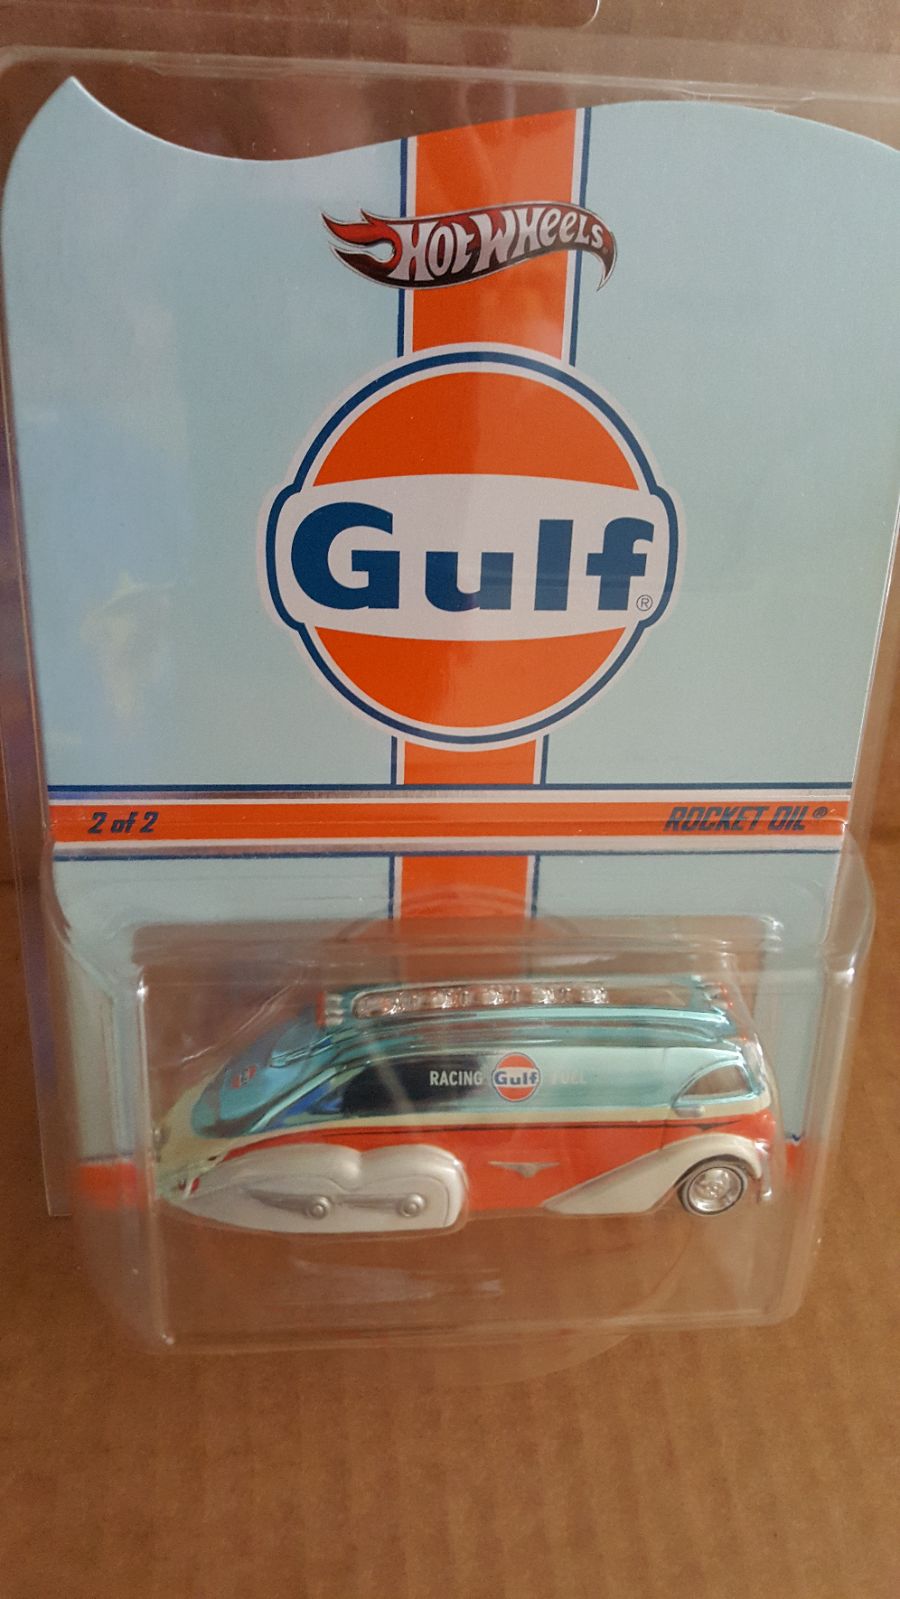 HOT WHEELS
Gulf®
2 of 2
ROCKET OIL®
RACING Gulf FUEL